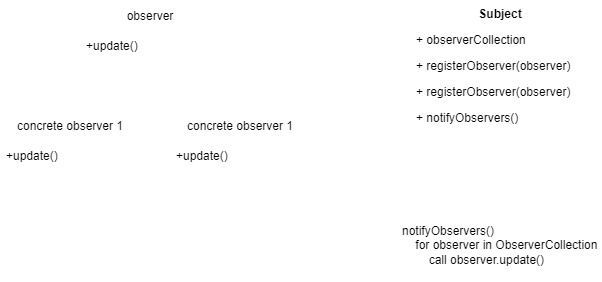 observer
+update()
concrete observer 1
+update()
concrete observer 1
+update()
Subject
+ observerCollection
+ registerObserver(observer)
+ registerObserver(observer)
+ notifyObservers()
notifyObservers()
for observer in ObserverCollection
call observer.update()